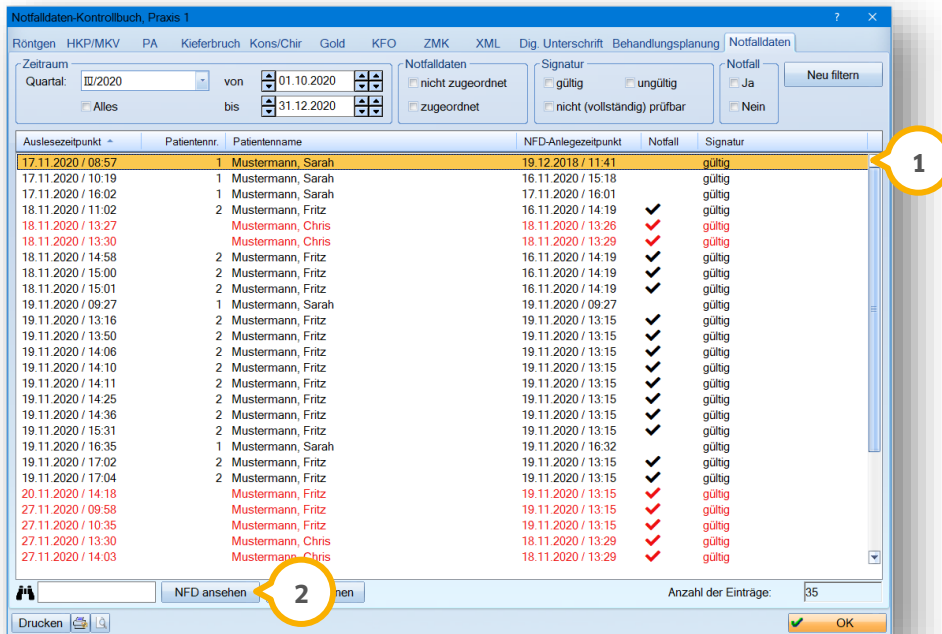 Notfalldaten-Kontrollbuch, Praxis 1 ?
Röntgen HKP/MKV PA Kieferbruch Kons/Chir Gold KFO ZMK XML Dig. Unterschrift Behandlungsplanung Notfalldaten
Zeitraum Notfalldaten Signatur Notfall
Quartal: IV/2020 von 01.10.2020 nicht zugeordnet gültig ungültig Ja Neu filtern
Alles bis 31.12.2020 zugeordnet nicht (vollständig) prüfbar Nein
Auslesezeitpunkt Patientennr. Patientenname NFD-Anlegezeitpunkt Notfall Signatur
17.11.2020 / 08:57 1 Mustermann, Sarah 19.12.2018 / 11:41 gültig
1
17.11.2020 / 10:19 1 Mustermann, Sarah 16.11.2020 / 15:18 gültig
17.11.2020 / 16:02 1 Mustermann, Sarah 17.11.2020 / 16:01 gültig
18.11.2020 / 11:02 2 Mustermann, Fritz 16.11.2020 / 14:19 ✔ gültig
18.11.2020 / 13:27 Mustermann, Chris 18.11.2020 / 13:26 ✔ gültig
18.11.2020 / 13:30 Mustermann, Chris 18.11.2020 / 13:29 ✔ gültig
18.11.2020 / 14:58 2 Mustermann, Fritz 16.11.2020 / 14:19 ✔ gültig
18.11.2020 / 15:00 2 Mustermann, Fritz 16.11.2020 / 14:19 ✔ gültig
18.11.2020 / 15:01 2 Mustermann, Fritz 16.11.2020 / 14:19 ✔ gültig
19.11.2020 / 09:27 1 Mustermann, Sarah 19.11.2020 / 09:27 gültig
19.11.2020 / 13:16 2 Mustermann, Fritz 19.11.2020 / 13:15 ✔ gültig
19.11.2020 / 13:50 2 Mustermann, Fritz 19.11.2020 / 13:15 ✔ gültig
19.11.2020 / 14:06 2 Mustermann, Fritz 19.11.2020 / 13:15 ✔ gültig
19.11.2020 / 14:10 2 Mustermann, Fritz 19.11.2020 / 13:15 ✔ gültig
19.11.2020 / 14:11 2 Mustermann, Fritz 19.11.2020 / 13:15 ✔ gültig
19.11.2020 / 14:25 2 Mustermann, Fritz 19.11.2020 / 13:15 ✔ gültig
19.11.2020 / 14:36 2 Mustermann, Fritz 19.11.2020 / 13:15 ✔ gültig
19.11.2020 / 15:31 2 Mustermann, Fritz 19.11.2020 / 13:15 ✔ gültig
19.11.2020 / 16:35 1 Mustermann, Sarah 19.11.2020 / 16:32 gültig
19.11.2020 / 17:02 2 Mustermann, Fritz 19.11.2020 / 13:15 ✔ gültig
19.11.2020 / 17:04 2 Mustermann, Fritz 19.11.2020 / 13:15 ✔ gültig
20.11.2020 / 14:18 Mustermann, Fritz 19.11.2020 / 13:15 ✔ gültig
27.11.2020 / 09:58 Mustermann, Fritz 19.11.2020 / 13:15 ✔ gültig
27.11.2020 / 10:35 Mustermann, Fritz 19.11.2020 / 13:15 ✔ gültig
27.11.2020 / 13:30 Mustermann, Chris 18.11.2020 / 13:29 ✔ gültig
27.11.2020 / 14:03 Mustermann, Chris 18.11.2020 / 13:29 ✔ gültig
NFD ansehen 2 men Anzahl der Einträge: 35
Drucken OK